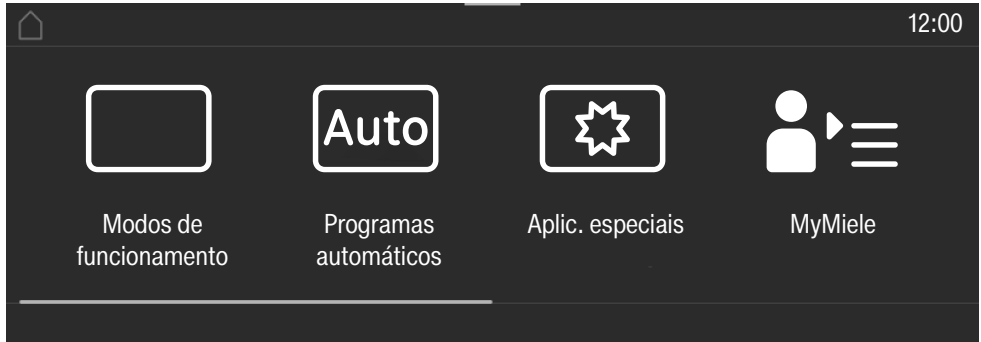 12:00
Auto
Modos de
funcionamento
Programas
automáticos
Aplic. especiais
MyMiele